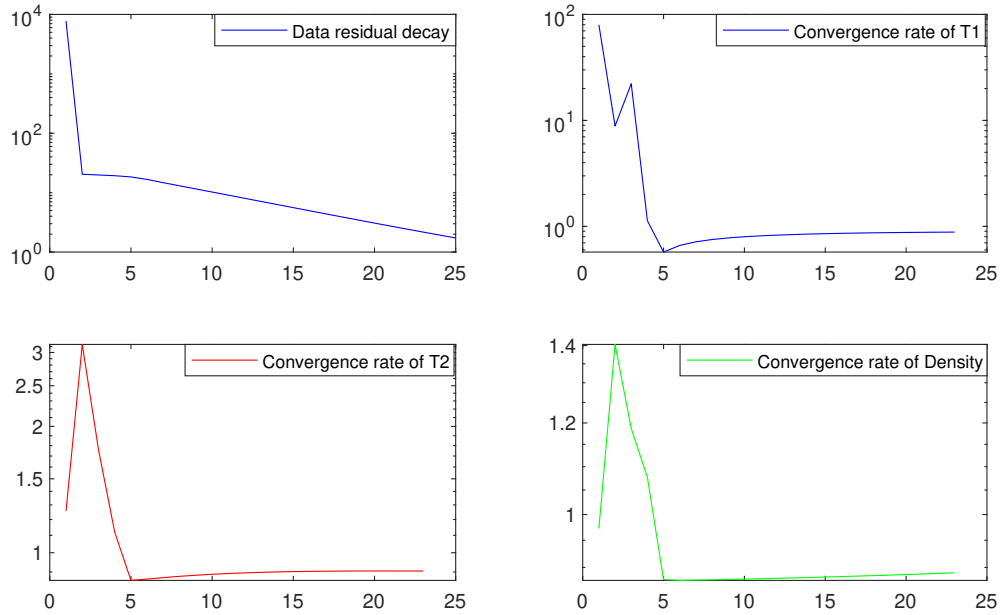 10^4
Data residual decay
10^2
10^0
0 5 10 15 20 25
10^2
Convergence rate of T1
10^1
10^0
0 5 10 15 20 25
3
Convergence rate of T2
2.5
2
1.5
1
0 5 10 15 20 25
1.4
Convergence rate of Density
1.2
1
0 5 10 15 20 25